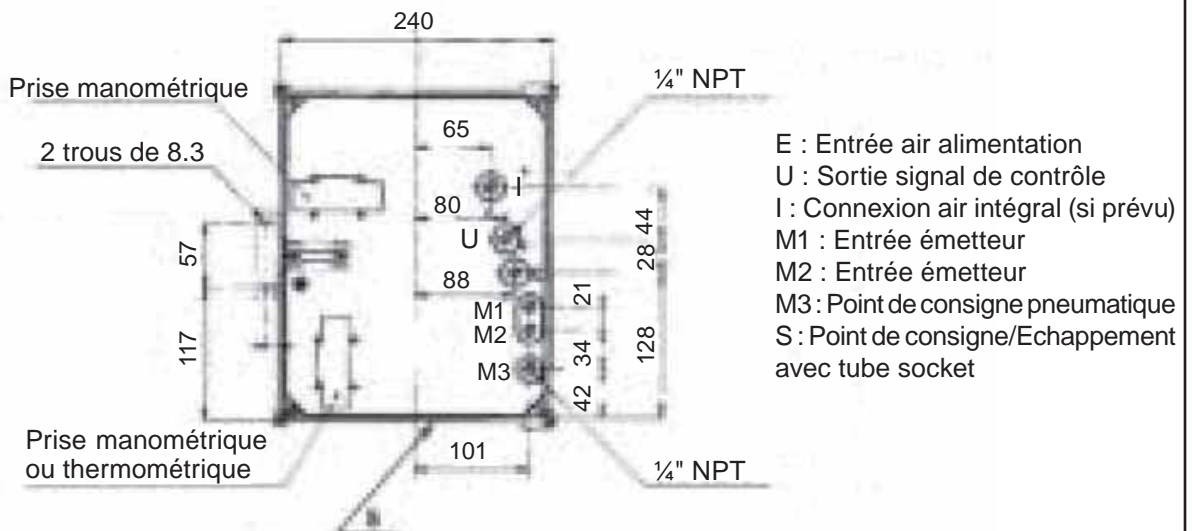 240
Prise manométrique
¼" NPT
65
2 trous de 8.3
I
E : Entrée air alimentation
U : Sortie signal de contrôle
80
44
I : Connexion air intégral (si prévu)
U
57
28
M1 : Entrée émetteur
88
M1
21
M2 : Entrée émetteur
M2
M3 : Point de consigne pneumatique
117
34
128
S : Point de consigne/Echappement
M3
avec tube socket
42
Prise manométrique
ou thermométrique
101
¼" NPT